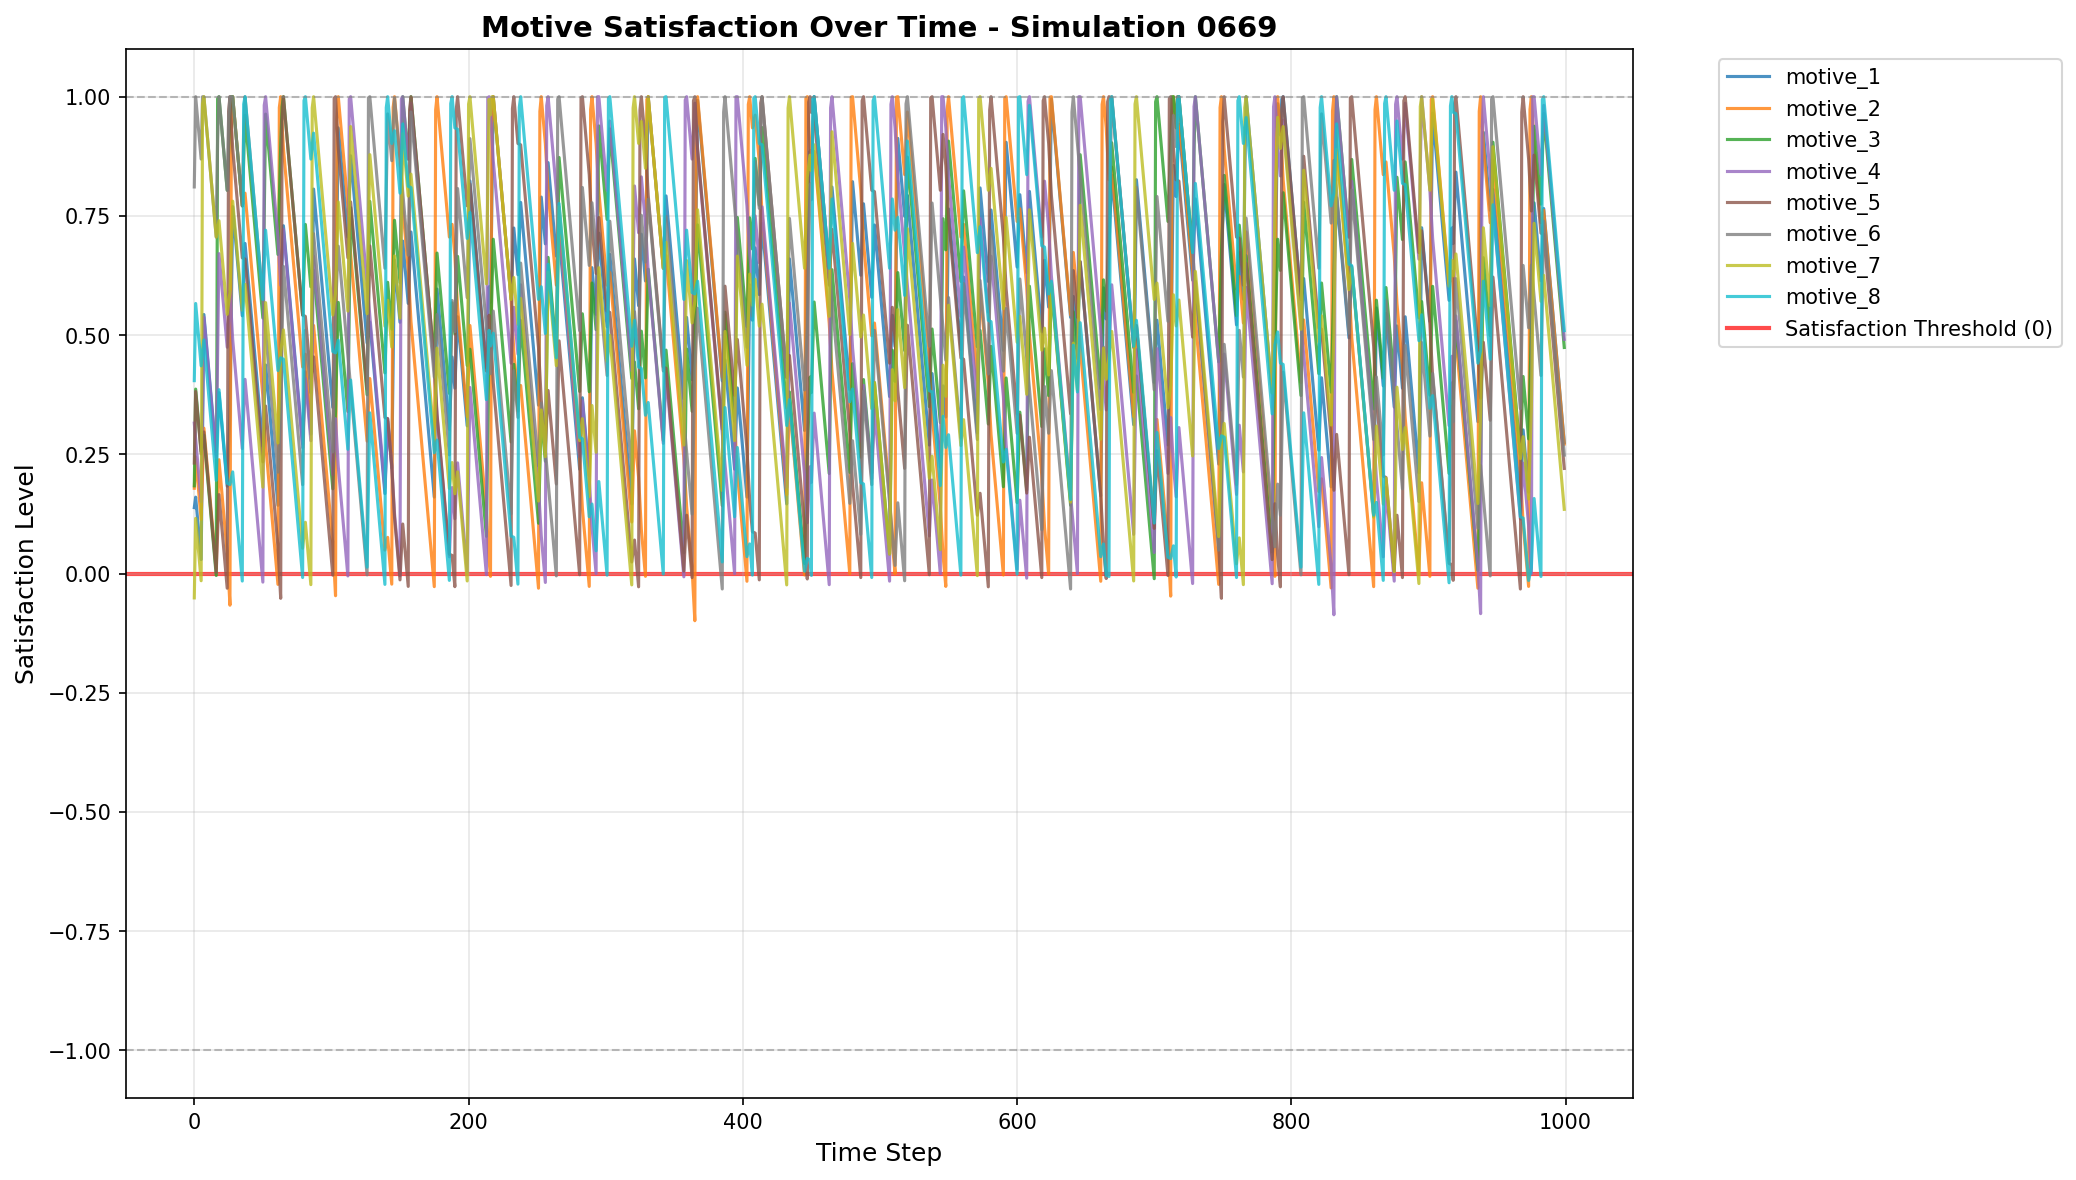 Motive Satisfaction Over Time - Simulation 0669
Satisfaction Level
1.00
0.75
0.50
0.25
0.00
−0.25
−0.50
−0.75
−1.00
0
200
400
600
800
1000
Time Step
motive_1
motive_2
motive_3
motive_4
motive_5
motive_6
motive_7
motive_8
Satisfaction Threshold (0)